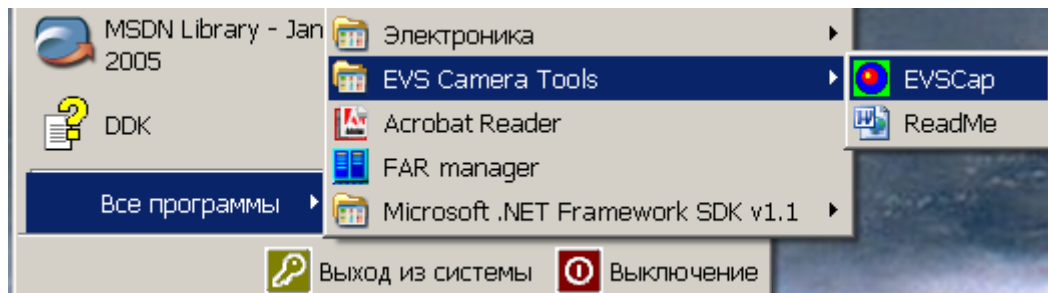 MSDN Library - Jan
2005
DDK
Все программы
Электроника
EVS Camera Tools
Acrobat Reader
FAR manager
Microsoft .NET Framework SDK v1.1
EVSCap
ReadMe
Выход из системы
Выключение